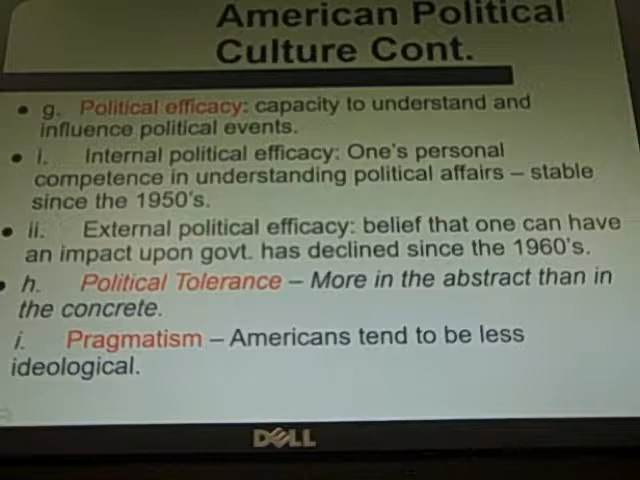 American Political
Culture Cont.
• g. Political efficacy: capacity to understand and
influence political events.
• i. Internal political efficacy: One's personal
competence in understanding political affairs – stable
since the 1950's.
• ii. External political efficacy: belief that one can have
an impact upon govt. has declined since the 1960's.
• h. Political Tolerance – More in the abstract than in
the concrete.
i. Pragmatism – Americans tend to be less
ideological.
DELL